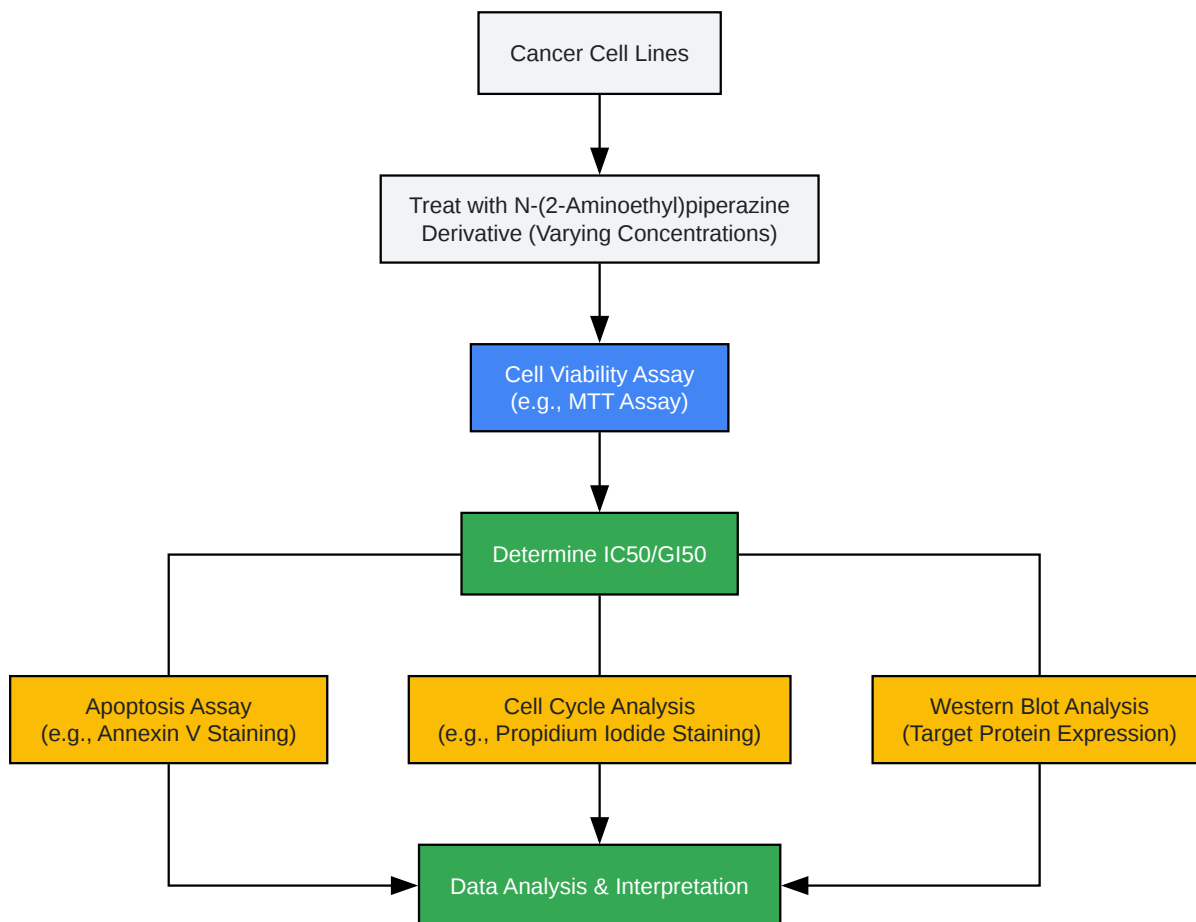 Cancer Cell Lines
Treat with N-(2-Aminoethyl)piperazine
Derivative (Varying Concentrations)
Cell Viability Assay
(e.g., MTT Assay)
Determine IC50/GI50
Apoptosis Assay
(e.g., Annexin V Staining)
Cell Cycle Analysis
(e.g., Propidium Iodide Staining)
Western Blot Analysis
(Target Protein Expression)
Data Analysis & Interpretation